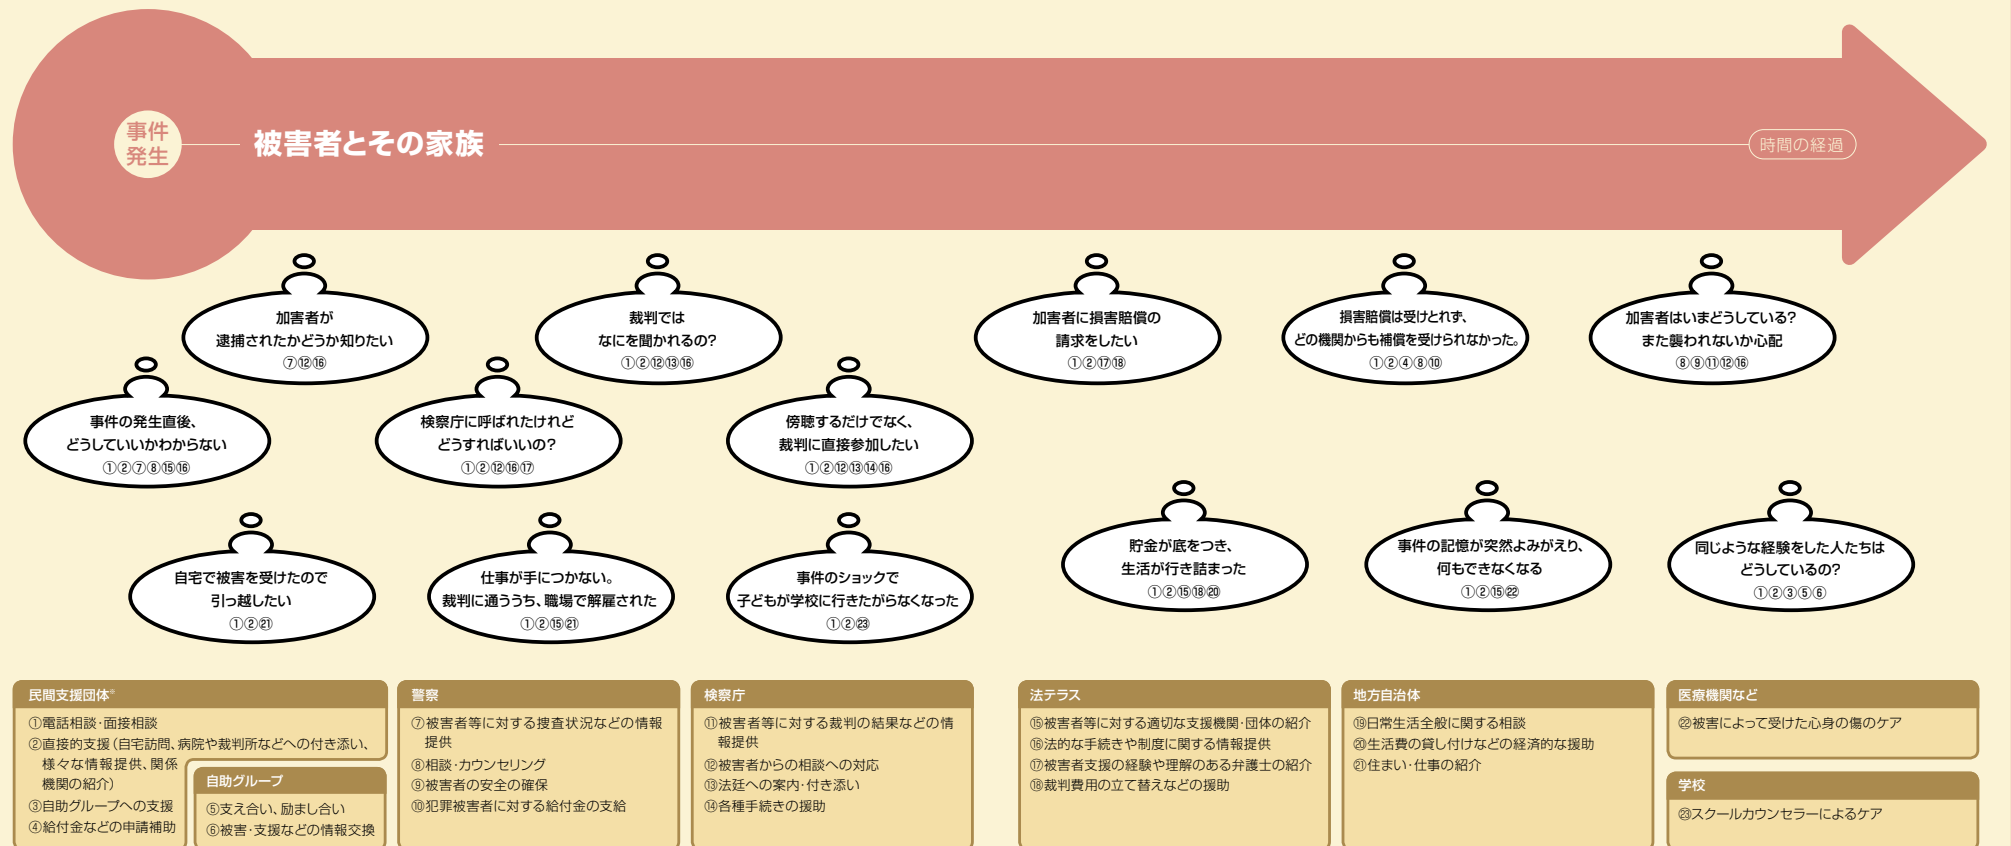 事件
発生
被害者とその家族
時間の経過
加害者が
逮捕されたかどうか知りたい
⑦⑫⑯
裁判では
なにを聞かれるの?
①②⑫⑬⑯
加害者に損害賠償の
請求をしたい
①②⑰⑱
損害賠償は受けとれず、
どの機関からも補償を受けられなかった。
①②④⑧⑩
加害者はいまどうしている?
また襲われないか心配
⑧⑨⑪⑫⑯
事件の発生直後、
どうしていいかわからない
①②⑦⑧⑮⑯
検察庁に呼ばれたけれど
どうすればいいの?
①②⑫⑯⑰
傍聴するだけでなく、
裁判に直接参加したい
①②⑫⑬⑭⑯
自宅で被害を受けたので
引っ越したい
①②㉑
仕事が手につかない。
裁判に通ううち、職場で解雇された
①②⑮㉑
事件のショックで
子どもが学校に行きたがらなくなった
①②㉓
貯金が底をつき、
生活が行き詰まった
①②⑮⑱⑳
事件の記憶が突然よみがえり、
何もできなくなる
①②⑮㉒
同じような経験をした人たちは
どうしているの?
①②③⑤⑥
民間支援団体※
①電話相談・面接相談
②直接的支援(自宅訪問、病院や裁判所などへの付き添い、
様々な情報提供、関係
機関の紹介)
③自助グループへの支援
④給付金などの申請補助
自助グループ
⑤支え合い、励まし合い
⑥被害・支援などの情報交換
警察
⑦被害者等に対する捜査状況などの情報
提供
⑧相談・カウンセリング
⑨被害者の安全の確保
⑩犯罪被害者に対する給付金の支給
検察庁
⑪被害者等に対する裁判の結果などの情
報提供
⑫被害者からの相談への対応
⑬法廷への案内・付き添い
⑭各種手続きの援助
法テラス
⑮被害者等に対する適切な支援機関・団体の紹介
⑯法的な手続きや制度に関する情報提供
⑰被害者支援の経験や理解のある弁護士の紹介
⑱裁判費用の立て替えなどの援助
地方自治体
⑲日常生活全般に関する相談
⑳生活費の貸し付けなどの経済的な援助
㉑住まい・仕事の紹介
医療機関など
㉒被害によって受けた心身の傷のケア
学校
㉓スクールカウンセラーによるケア